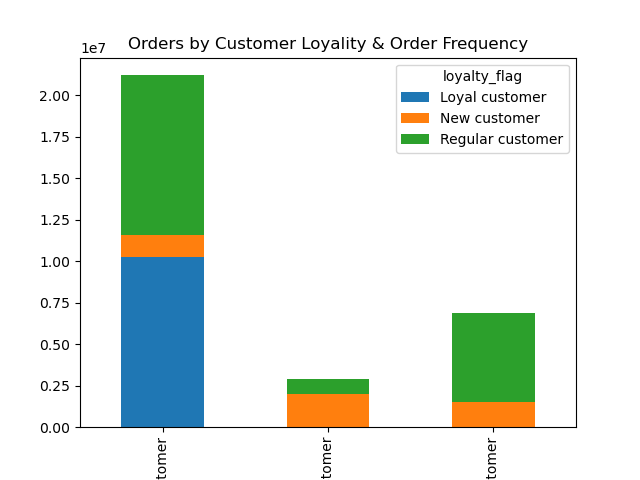 Orders by Customer Loyality & Order Frequency
1e7
2.00
1.75
1.50
1.25
1.00
0.75
0.50
0.25
0.00
loyalty_flag
Loyal customer
New customer
Regular customer
tomer
tomer
tomer